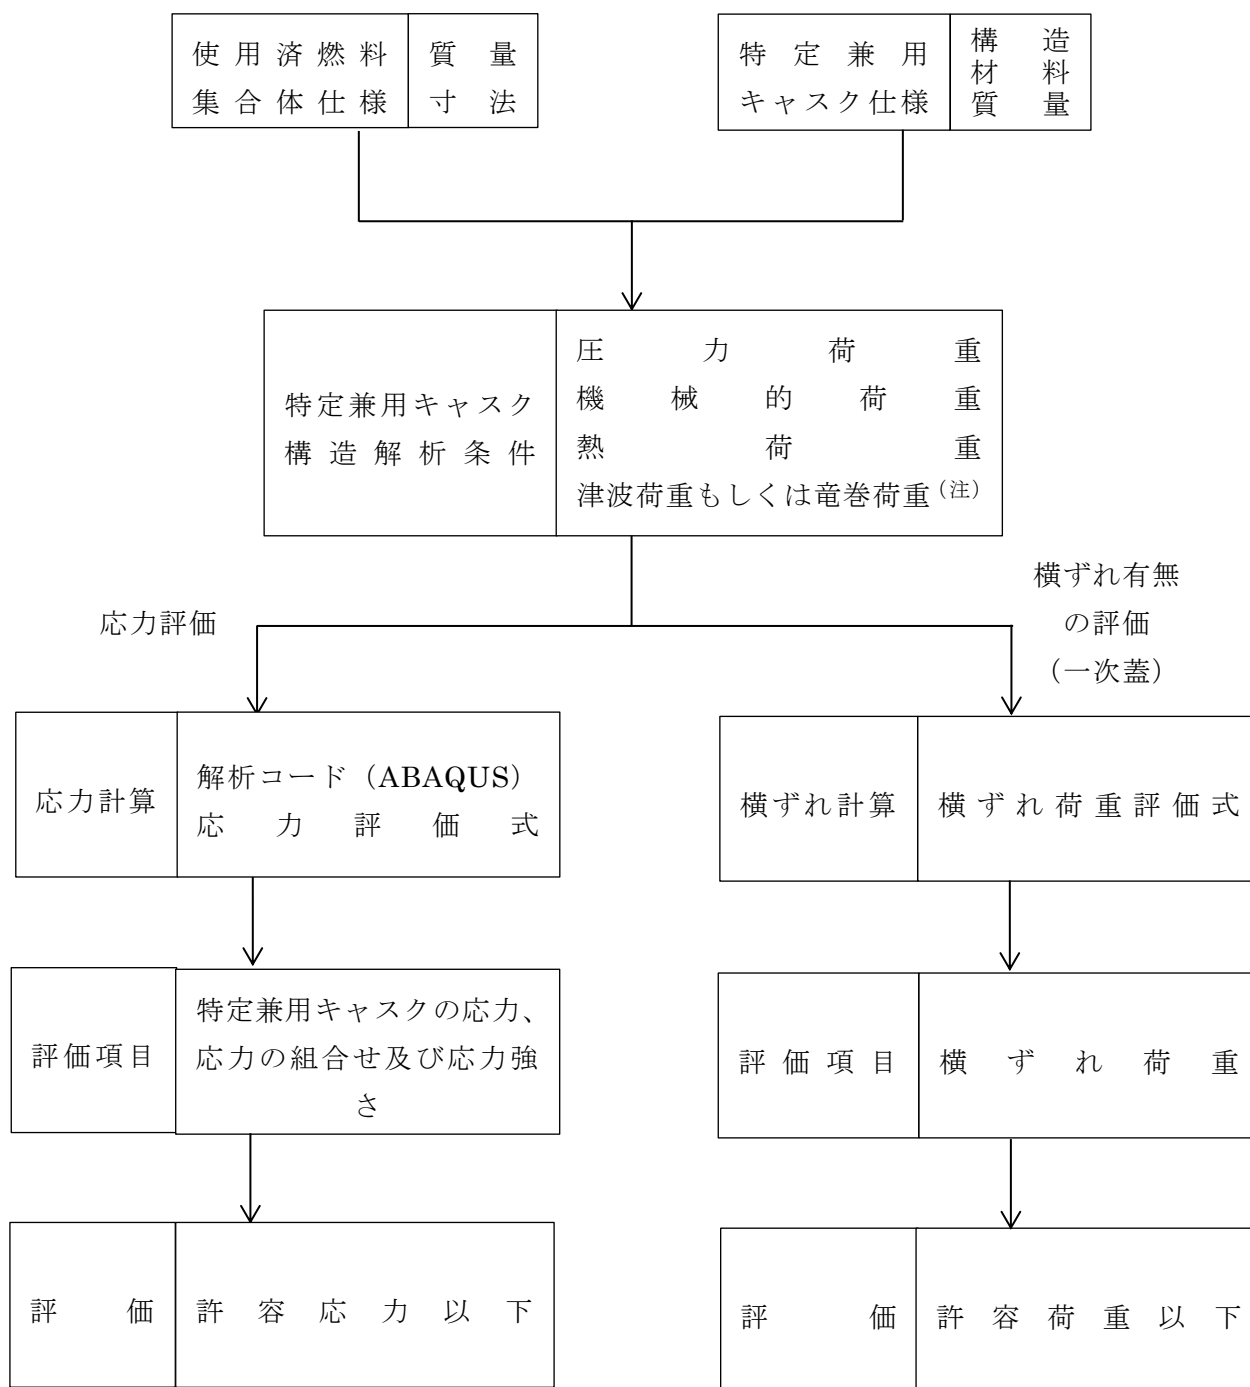 使用済燃料
集合体仕様
質量
寸法
特定兼用
キャスク仕様
構造
材料
質量
特定兼用キャスク
構造解析条件
圧力荷重
機械的荷重
熱荷重
津波荷重もしくは竜巻荷重(注)
応力評価
横ずれ有無
の評価
（一次蓋）
応力計算
解析コード（ABAQUS）
応力評価式
横ずれ計算
横ずれ荷重評価式
評価項目
特定兼用キャスクの応力、
応力の組合せ及び応力強
さ
評価項目
横ずれ荷重
評価
許容応力以下
評価
許容荷重以下